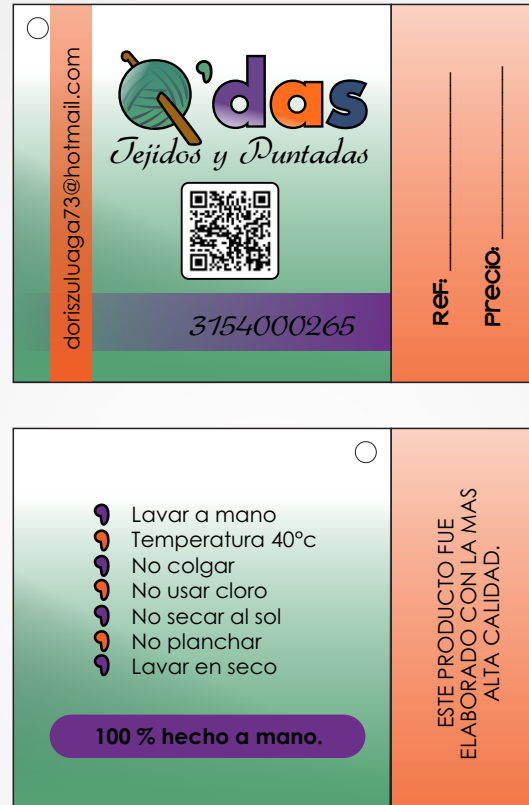 doriszuluaga73@hotmail.com
Q'das
Tejidos y Puntadas
3154000265
Ref:
Precio:
Lavar a mano
Temperatura 40°c
No colgar
No usar cloro
No secar al sol
No planchar
Lavar en seco
100 % hecho a mano.
ESTE PRODUCTO FUE
ELABORADO CON LA MAS
ALTA CALIDAD.